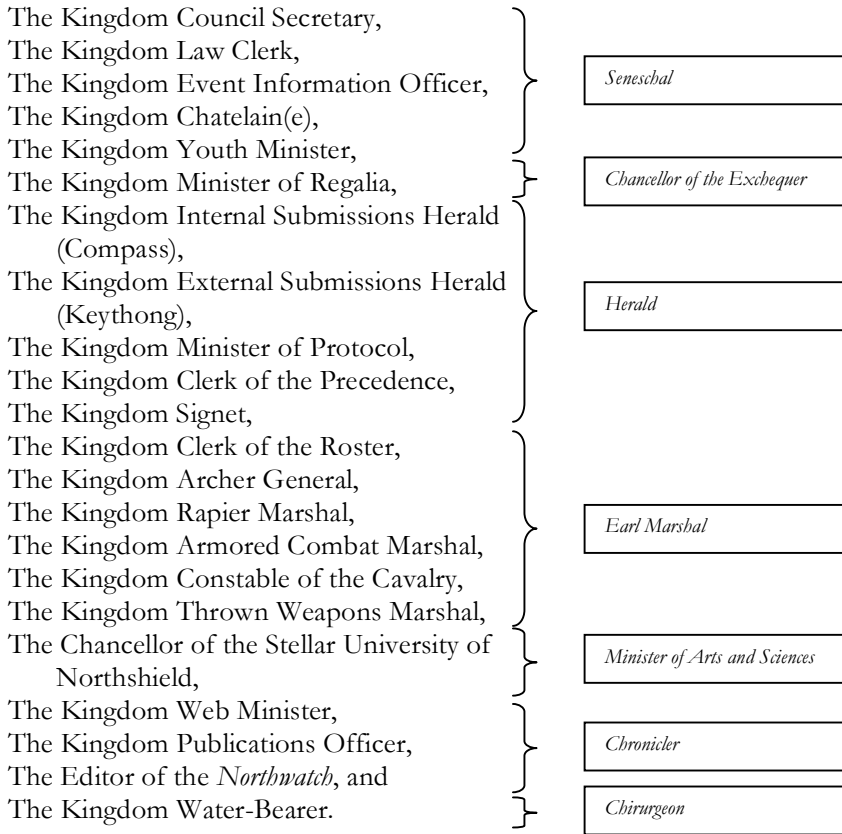 The Kingdom Council Secretary,
The Kingdom Law Clerk,
The Kingdom Event Information Officer,
The Kingdom Chatelain(e),
The Kingdom Youth Minister,
Seneschal
The Kingdom Minister of Regalia,
Chancellor of the Exchequer
The Kingdom Internal Submissions Herald
(Compass),
The Kingdom External Submissions Herald
(Keythong),
The Kingdom Minister of Protocol,
The Kingdom Clerk of the Precedence,
The Kingdom Signet,
Herald
The Kingdom Clerk of the Roster,
The Kingdom Archer General,
The Kingdom Rapier Marshal,
The Kingdom Armored Combat Marshal,
The Kingdom Constable of the Cavalry,
The Kingdom Thrown Weapons Marshal,
Earl Marshal
The Chancellor of the Stellar University of
Northshield,
Minister of Arts and Sciences
The Kingdom Web Minister,
The Kingdom Publications Officer,
The Editor of the Northwatch, and
Chronicler
The Kingdom Water-Bearer.
Chirurgeon